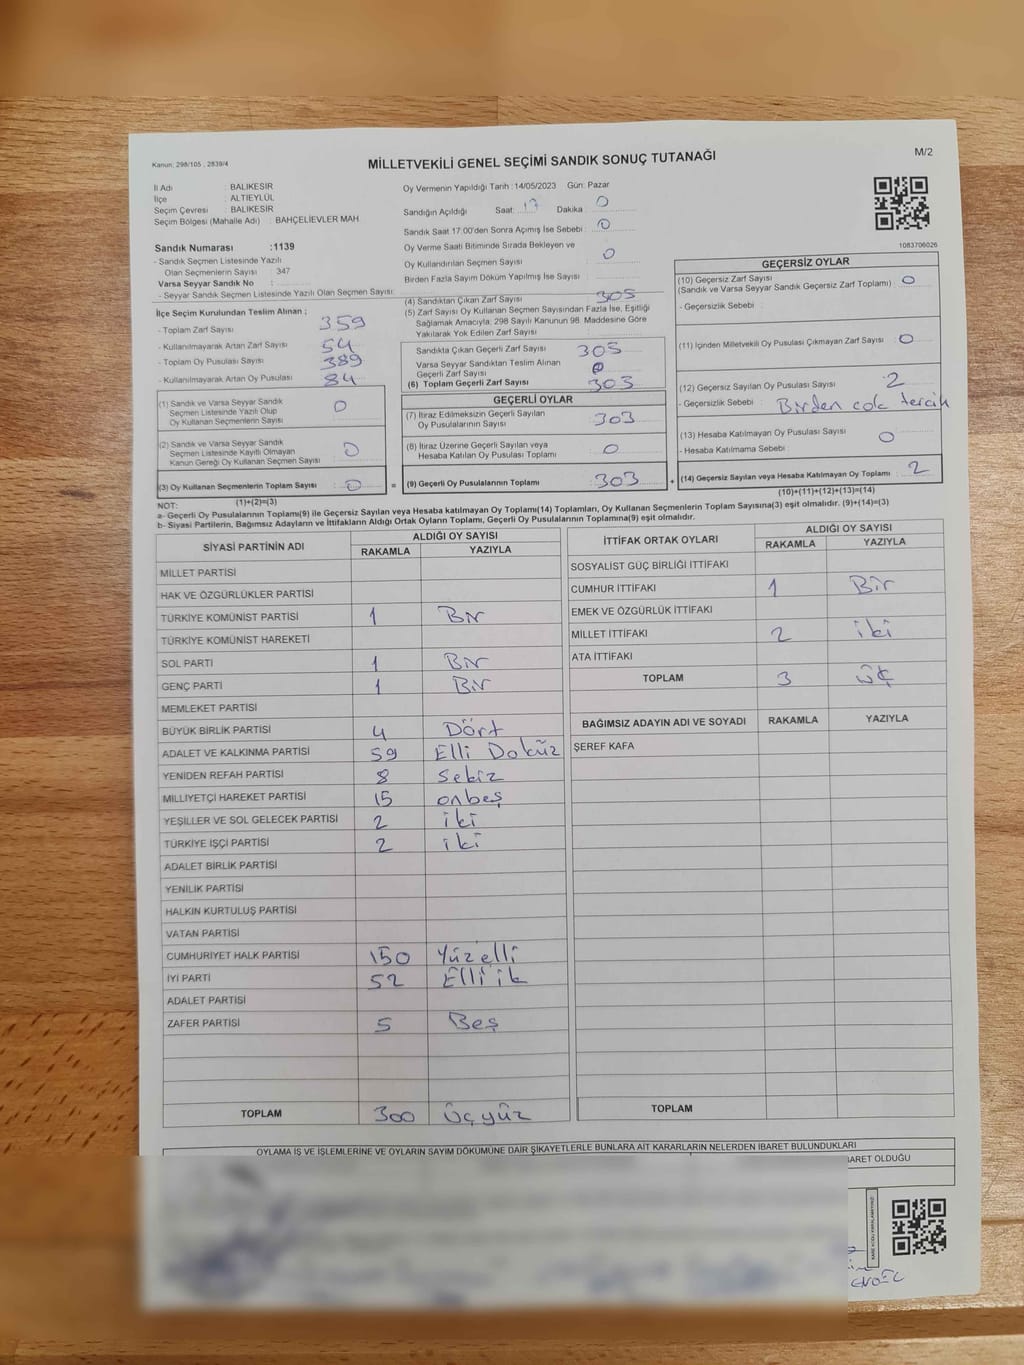 Kanun: 298/105 , 2839/4
MİLLETVEKİLİ GENEL SEÇİMİ SANDIK SONUÇ TUTANAĞI
M/2
İl Adı : BALIKESİR
İlçe : ALTIEYLÜL
Seçim Çevresi : BALIKESİR
Seçim Bölgesi (Mahalle Adı) : BAHÇELİEVLER MAH.
Sandık Numarası :1139
- Sandık Seçmen Listesinde Yazılı
Olan Seçmenlerin Sayısı : 347
Varsa Seyyar Sandık No :
- Seyyar Sandık Seçmen Listesinde Yazılı Olan Seçmen Sayısı:
İlçe Seçim Kurulundan Teslim Alınan ;
- Toplam Zarf Sayısı 359
- Kullanılmayarak Artan Zarf Sayısı 54
- Toplam Oy Pusulası Sayısı 389
- Kullanılmayarak Artan Oy Pusulası 84
Oy Vermenin Yapıldığı Tarih :14/05/2023 Gün: Pazar
Sandığın Açıldığı Saat: 17 Dakika : 0
Sandık Saat 17:00'den Sonra Açımış İse Sebebi : 0
Oy Verme Saati Bitiminde Sırada Bekleyen ve
Oy Kullandırılan Seçmen Sayısı : 0
Birden Fazla Sayım Döküm Yapılmış İse Sayısı :
(4) Sandıktan Çıkan Zarf Sayısı 305
(5) Zarf Sayısı Oy Kullanan Seçmen Sayısından Fazla İse, Eşitliği
Sağlamak Amacıyla, 298 Sayılı Kanunun 98. Maddesine Göre
Yakılarak Yok Edilen Zarf Sayısı :
Sandıkta Çıkan Geçerli Zarf Sayısı 305
Varsa Seyyar Sandıktan Teslim Alınan
Geçerli Zarf Sayısı 0
(6) Toplam Geçerli Zarf Sayısı 303
1083706026
GEÇERSİZ OYLAR
(10) Geçersiz Zarf Sayısı 0
(Sandık ve Varsa Seyyar Sandık Geçersiz Zarf Toplamı)
- Geçersizlik Sebebi :
(11) İçinden Milletvekili Oy Pusulası Çıkmayan Zarf Sayısı 0
(12) Geçersiz Sayılan Oy Pusulası Sayısı 2
- Geçersizlik Sebebi : Birden cok tercih
(13) Hesaba Katılmayan Oy Pusulası Sayısı 0
- Hesaba Katılmama Sebebi :
(14) Geçersiz Sayılan veya Hesaba Katılmayan Oy Toplamı 2
(10)+(11)+(12)+(13)=(14)
(1) Sandık ve Varsa Seyyar Sandık
Seçmen Listesinde Yazılı Olup
Oy Kullanan Seçmenlerin Sayısı 0
(2) Sandık ve Varsa Seyyar Sandık
Seçmen Listesinde Kayıtlı Olmayan
Kanun Gereği Oy Kullanan Seçmen Sayısı 0
(3) Oy Kullanan Seçmenlerin Toplam Sayısı 0
(1)+(2)=(3)
=
GEÇERLİ OYLAR
(7) İtiraz Edilmeksizin Geçerli Sayılan
Oy Pusulalarının Sayısı : 303
(8) İtiraz Üzerine Geçerli Sayılan veya
Hesaba Katılan Oy Pusulası Toplamı 0
(9) Geçerli Oy Pusulalarının Toplamı 303
+
NOT:
a- Geçerli Oy Pusulalarının Toplamı(9) ile Geçersiz Sayılan veya Hesaba katılmayan Oy Toplamı(14) Toplamları, Oy Kullanan Seçmenlerin Toplam Sayısına(3) eşit olmalıdır. (9)+(14)=(3)
b- Siyasi Partilerin, Bağımsız Adayların ve İttifakların Aldığı Ortak Oyların Toplamı, Geçerli Oy Pusulalarının Toplamına(9) eşit olmalıdır.
SİYASİ PARTİNİN ADI ALDIĞI OY SAYISI
RAKAMLA YAZIYLA
MİLLET PARTİSİ
HAK VE ÖZGÜRLÜKLER PARTİSİ
TÜRKİYE KOMÜNİST PARTİSİ 1 Bir
TÜRKİYE KOMÜNİST HAREKETİ
SOL PARTİ 1 Bir
GENÇ PARTİ 1 Bir
MEMLEKET PARTİSİ
BÜYÜK BİRLİK PARTİSİ 4 Dört
ADALET VE KALKINMA PARTİSİ 59 Elli Dokuz
YENİDEN REFAH PARTİSİ 8 Sekiz
MİLLİYETÇİ HAREKET PARTİSİ 15 onbeş
YEŞİLLER VE SOL GELECEK PARTİSİ 2 iki
TÜRKİYE İŞÇİ PARTİSİ 2 iki
ADALET BİRLİK PARTİSİ
YENİLİK PARTİSİ
HALKIN KURTULUŞ PARTİSİ
VATAN PARTİSİ
CUMHURİYET HALK PARTİSİ 150 Yüz elli
İYİ PARTİ 52 Elli ik
ADALET PARTİSİ
ZAFER PARTİSİ 5 Beş
TOPLAM 300 Üçyüz
İTTİFAK ORTAK OYLARI ALDIĞI OY SAYISI
RAKAMLA YAZIYLA
SOSYALİST GÜÇ BİRLİĞİ İTTİFAKI
CUMHUR İTTİFAKI 1 Bir
EMEK VE ÖZGÜRLÜK İTTİFAKI
MİLLET İTTİFAKI 2 iki
ATA İTTİFAKI
TOPLAM 3 üç
BAĞIMSIZ ADAYIN ADI VE SOYADI RAKAMLA YAZIYLA
ŞEREF KAFA
TOPLAM
OYLAMA İŞ VE İŞLEMLERİNE VE OYLARIN SAYIM DÖKÜMÜNE DAİR ŞİKAYETLERLE BUNLARA AİT KARARLARIN NELERDEN İBARET BULUNDUKLARI
BARET OLDUĞU